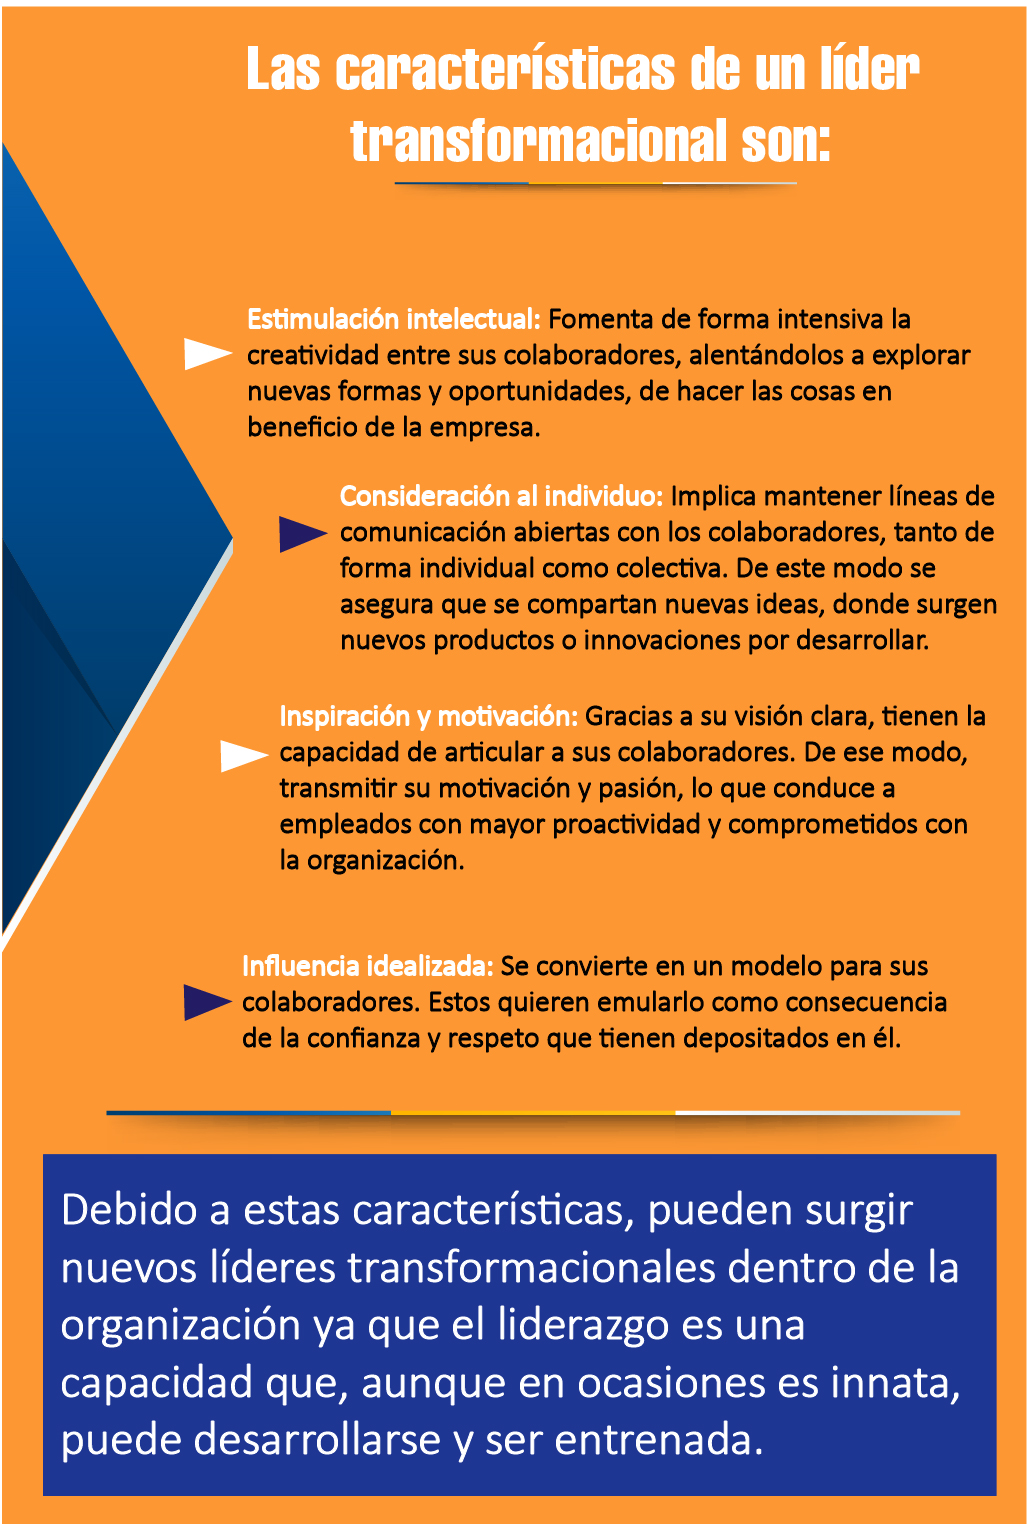 Las características de un líder
transformacional son:
Estimulación intelectual: Fomenta de forma intensiva la
creatividad entre sus colaboradores, alentándolos a explorar
nuevas formas y oportunidades, de hacer las cosas en
beneficio de la empresa.
Consideración al individuo: Implica mantener líneas de
comunicación abiertas con los colaboradores, tanto de
forma individual como colectiva. De este modo se
asegura que se compartan nuevas ideas, donde surgen
nuevos productos o innovaciones por desarrollar.
Inspiración y motivación: Gracias a su visión clara, tienen la
capacidad de articular a sus colaboradores. De ese modo,
transmitir su motivación y pasión, lo que conduce a
empleados con mayor proactividad y comprometidos con
la organización.
Influencia idealizada: Se convierte en un modelo para sus
colaboradores. Estos quieren emularlo como consecuencia
de la confianza y respeto que tienen depositados en él.
Debido a estas características, pueden surgir
nuevos líderes transformacionales dentro de la
organización ya que el liderazgo es una
capacidad que, aunque en ocasiones es innata,
puede desarrollarse y ser entrenada.